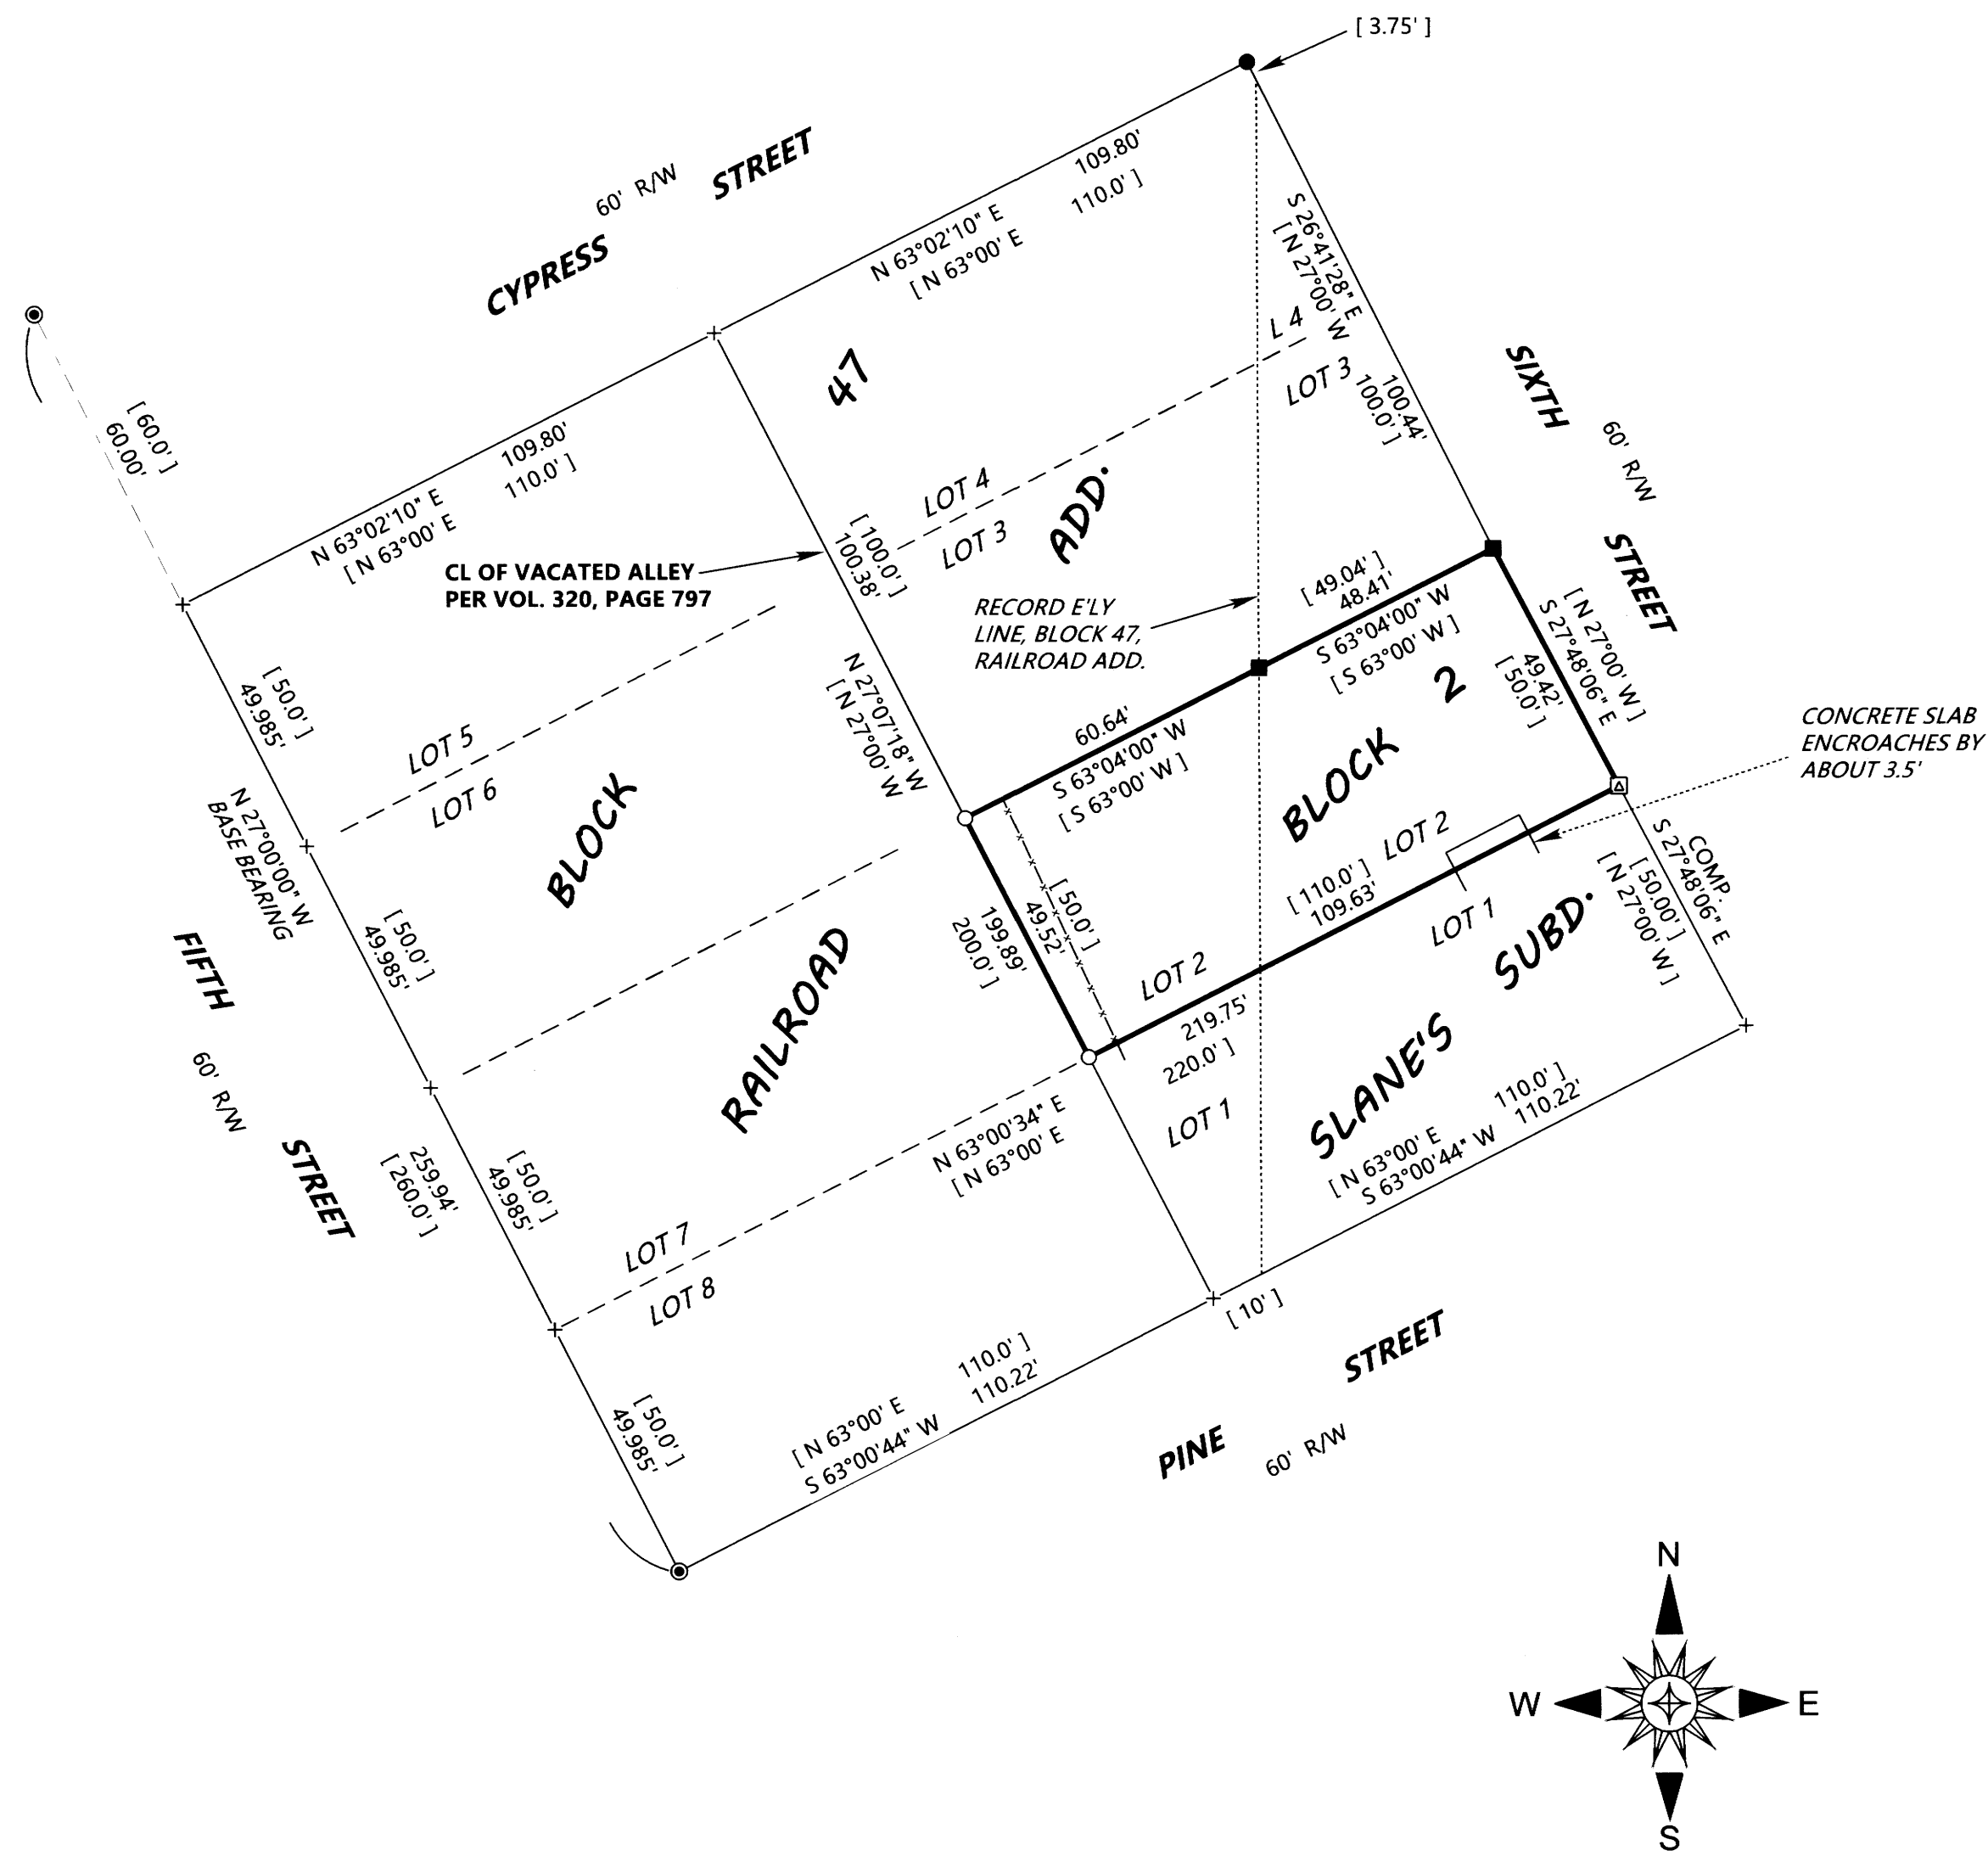 [ 3.75' ]
CYPRESS
60' R/W
STREET
109.80'
110.0' ]
N 63°02'10" E
[ N 63°00' E
S 26°41'28" E
[ N 27°00' W
100.44'
100.0' ]
L 4
LOT 3
SIXTH
60' R/W
STREET
[ 60.0' ]
60.00'
109.80'
110.0' ]
N 63°02'10" E
[ N 63°00' E
47
ADD.
LOT 4
LOT 3
CL OF VACATED ALLEY
PER VOL. 320, PAGE 797
[ 100.0' ]
100.38'
RECORD E'LY
LINE, BLOCK 47,
RAILROAD ADD.
[ 49.04' ]
48.41'
S 63°04'00" W
[ S 63°00' W ]
[ N 27°00' W ]
S 27°48'06" E
49.42'
[ 50.0' ]
CONCRETE SLAB
ENCROACHES BY
ABOUT 3.5'
N 27°07'18" W
[ N 27°00' W
60.64'
S 63°04'00" W
[ S 63°00' W ]
BLOCK 2
[ 50.0' ]
49.985'
LOT 5
LOT 6
BLOCK
N 27°00'00" W
BASE BEARING
[ 50.0' ]
49.52'
199.89'
200.0' ]
[ 110.0' ]
109.63'
LOT 2
LOT 1
COMP.
S 27°48'06" E
[ 50.00' ]
[ N 27°00' W ]
SUBD.
FIFTH
60' R/W
STREET
[ 50.0' ]
49.985'
RAILROAD
LOT 2
219.75'
220.0' ]
LOT 1
SLANE'S
N 63°00'34" E
[ N 63°00' E
110.0' ]
110.22'
[ N 63°00' E
S 63°00'44" W
259.94'
[ 260.0' ]
[ 50.0' ]
49.985'
LOT 7
LOT 8
[ 10' ]
110.0' ]
110.22'
[ N 63°00' E
S 63°00'44" W
[ 50.0' ]
49.985'
PINE
60' R/W
STREET
N
W
E
S